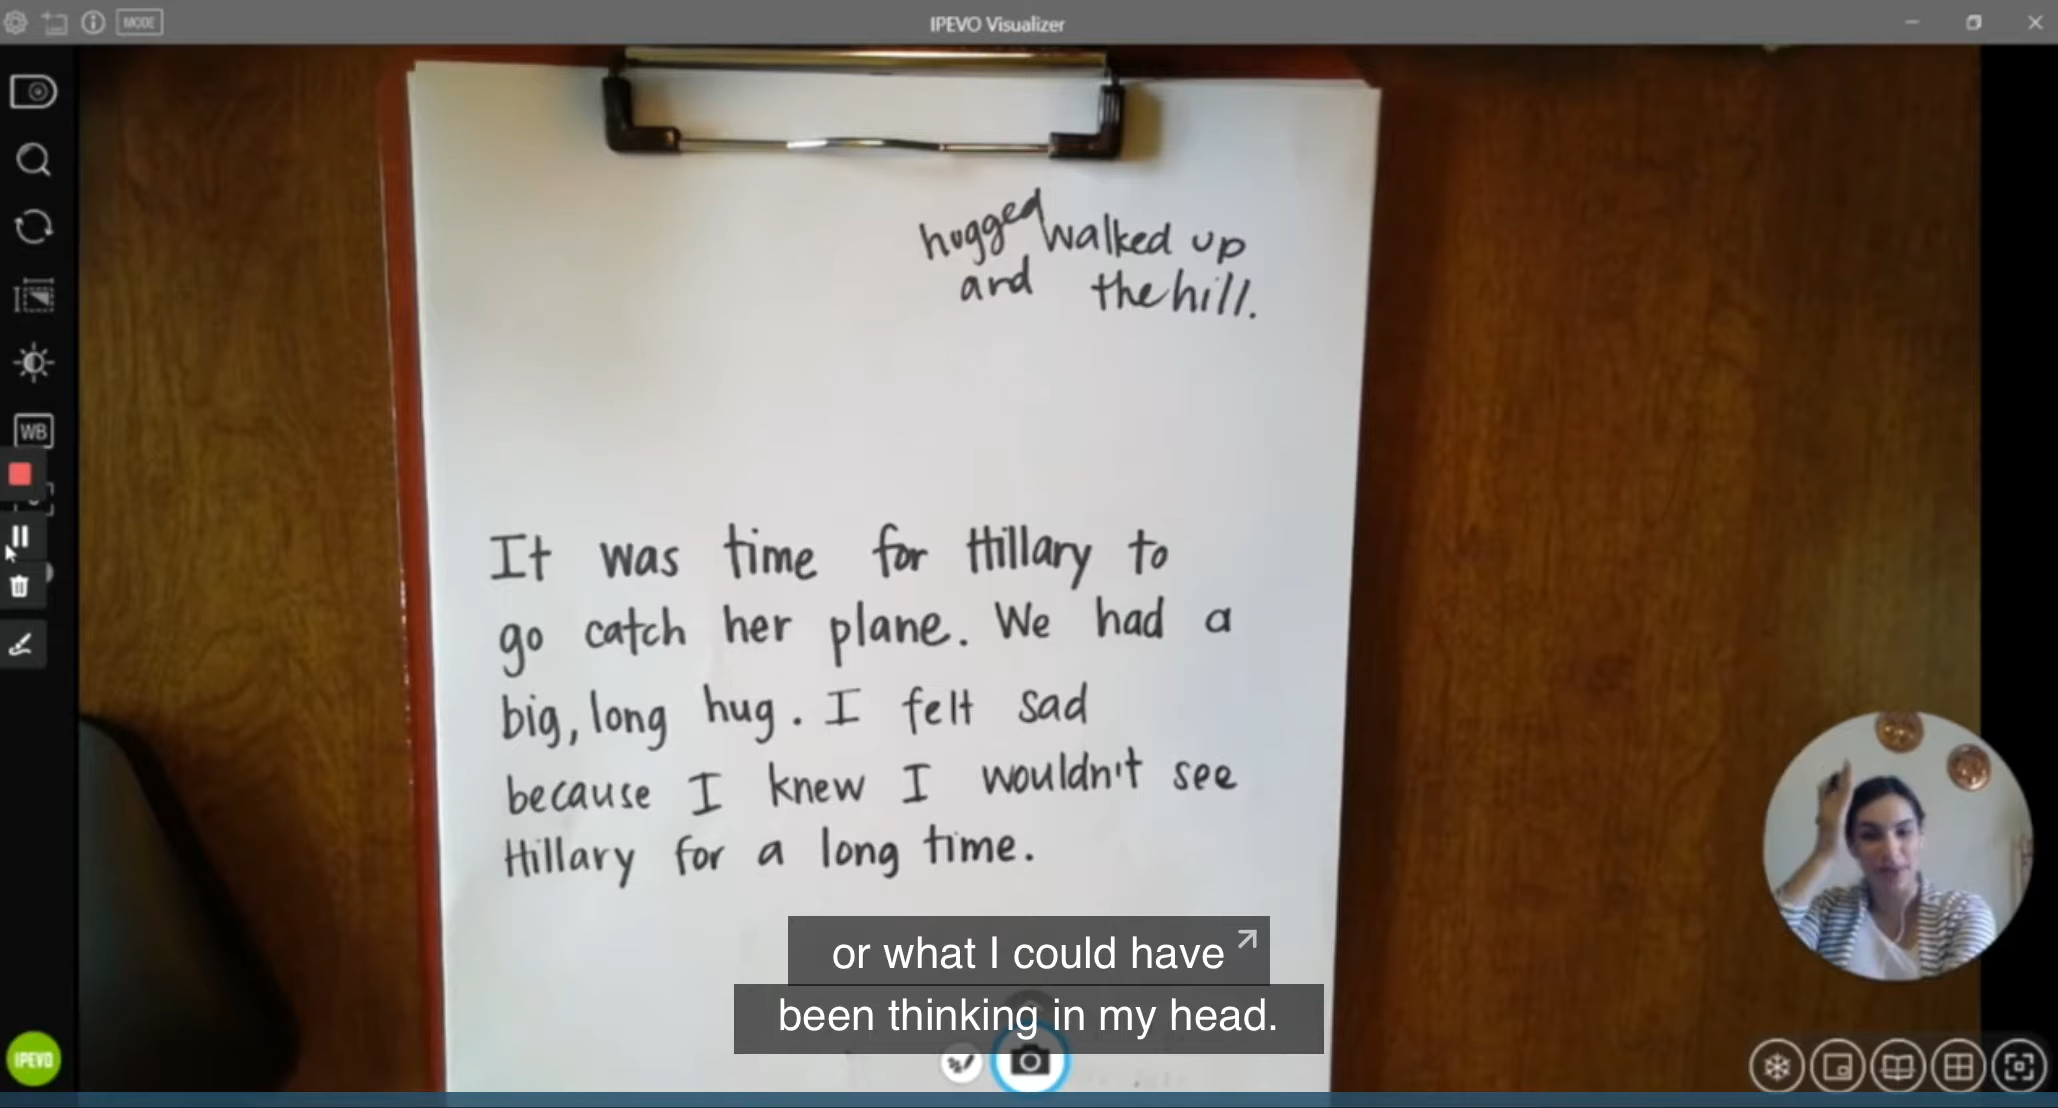 MODE
IPEVO Visualizer
WB
hugged walked up
and the hill.
It was time for Hillary to
go catch her plane. We had a
big, long hug. I felt sad
because I knew I wouldn't see
Hillary for a long time.
or what I could have
been thinking in my head.
IPEVO